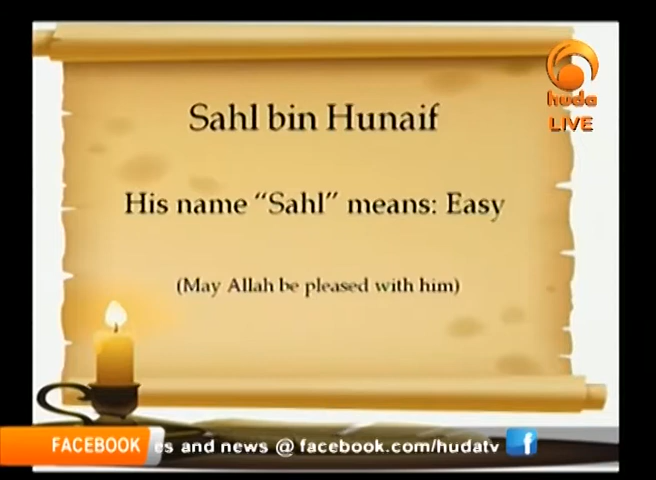 huda
LIVE
Sahl bin Hunaif
His name “Sahl” means: Easy
(May Allah be pleased with him)
FACEBOOK
es and news @ facebook.com/hudatv